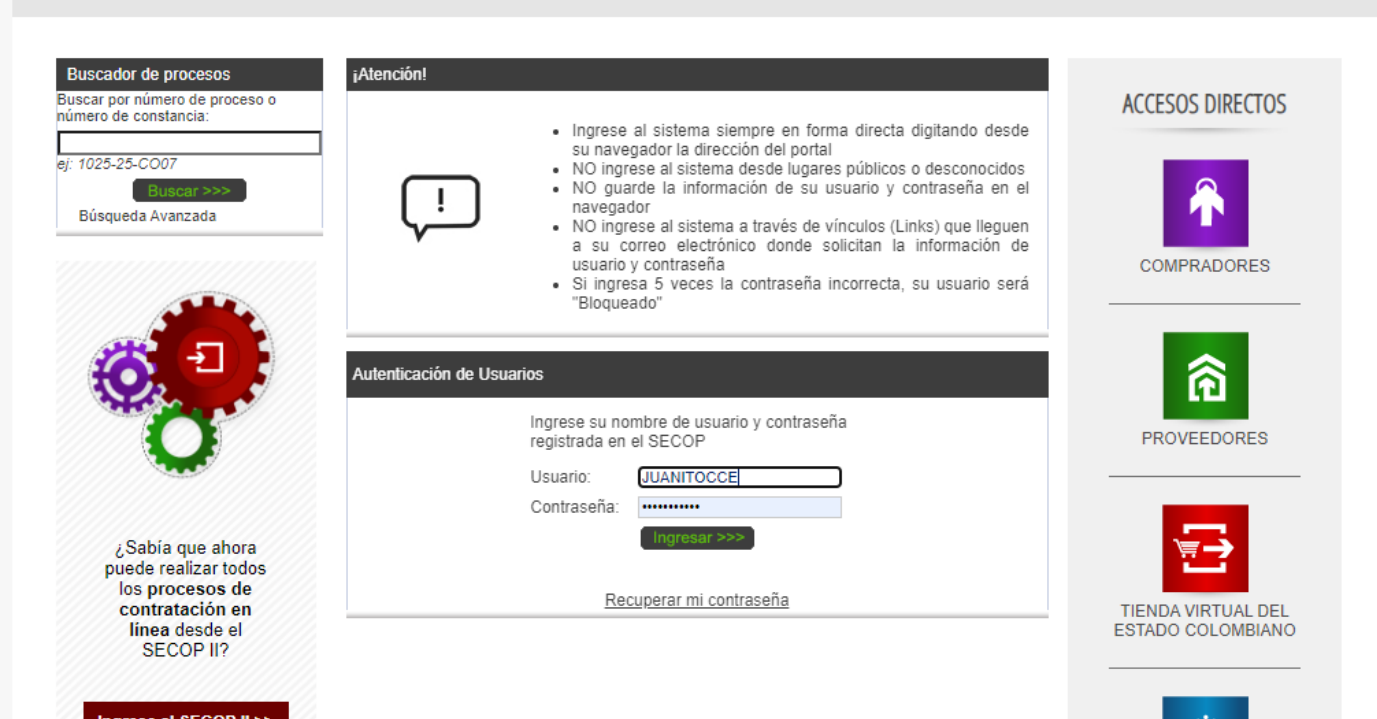 Buscador de procesos
Buscar por número de proceso o
número de constancia:
ej: 1025-25-CO07
Buscar >>>
Búsqueda Avanzada
¿Sabía que ahora
puede realizar todos
los procesos de
contratación en
línea desde el
SECOP II?
Ingrese al SECOP II >>
¡Atención!
!
• Ingrese al sistema siempre en forma directa digitando desde
su navegador la dirección del portal
• NO ingrese al sistema desde lugares públicos o desconocidos
• NO guarde la información de su usuario y contraseña en el
navegador
• NO ingrese al sistema a través de vínculos (Links) que lleguen
a su correo electrónico donde solicitan la información de
usuario y contraseña
• Si ingresa 5 veces la contraseña incorrecta, su usuario será
"Bloqueado"
Autenticación de Usuarios
Ingrese su nombre de usuario y contraseña
registrada en el SECOP
Usuario: JUANITOCCE
Contraseña: •••••••••••
Ingresar >>>
Recuperar mi contraseña
ACCESOS DIRECTOS
COMPRADORES
PROVEEDORES
TIENDA VIRTUAL DEL
ESTADO COLOMBIANO